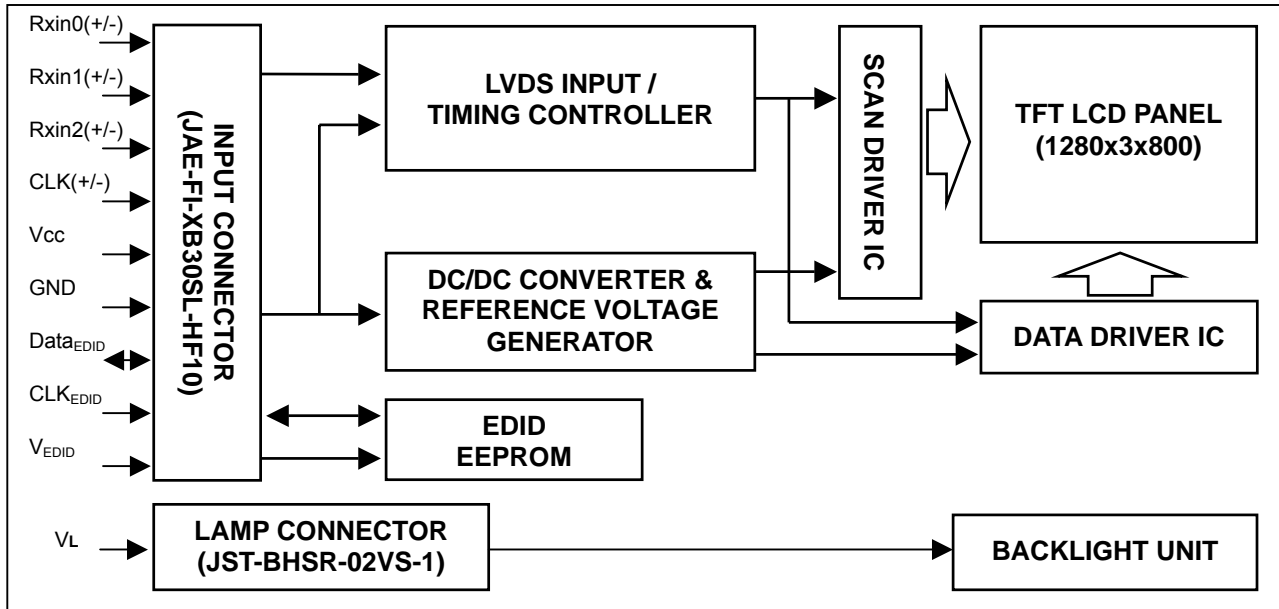 Rxin0(+/-)
Rxin1(+/-)
Rxin2(+/-)
CLK(+/-)
Vcc
GND
DataEDID
CLKEDID
VEDID
VL
INPUT CONNECTOR
(JAE-FI-XB30SL-HF10)
LVDS INPUT /
TIMING CONTROLLER
DC/DC CONVERTER &
REFERENCE VOLTAGE
GENERATOR
EDID
EEPROM
SCAN DRIVER IC
TFT LCD PANEL
(1280x3x800)
DATA DRIVER IC
LAMP CONNECTOR
(JST-BHSR-02VS-1)
BACKLIGHT UNIT